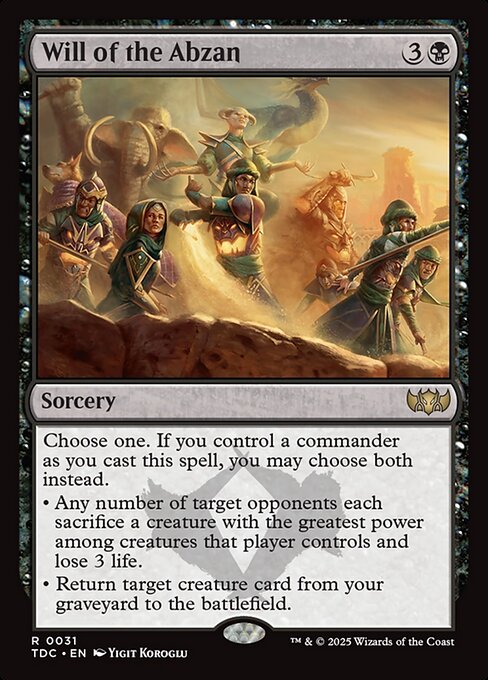 Will of the Abzan 3
Sorcery
Choose one. If you control a commander
as you cast this spell, you may choose both
instead.
• Any number of target opponents each
sacrifice a creature with the greatest power
among creatures that player controls and
lose 3 life.
• Return target creature card from your
graveyard to the battlefield.
R 0031
TDC • EN Yigit Koroglu
™ & © 2025 Wizards of the Coast